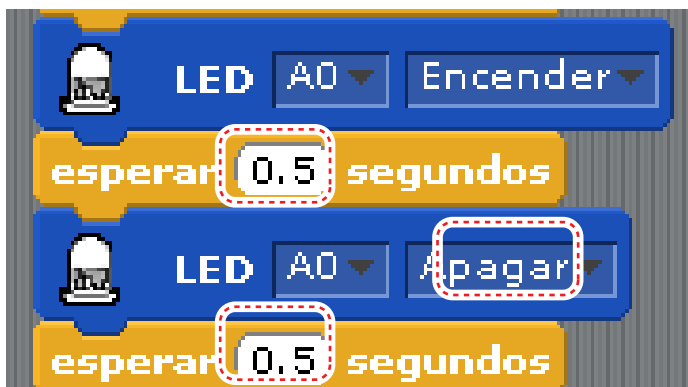 LED A0 Encender
esperar 0.5 segundos
LED A0 Apagar
esperar 0.5 segundos